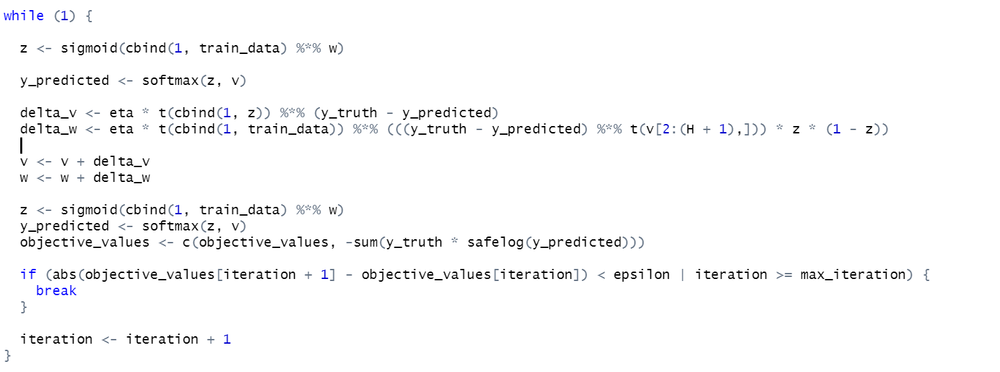 while (1) {
z <- sigmoid(cbind(1, train_data) %*% w)
y_predicted <- softmax(z, v)
delta_v <- eta * t(cbind(1, z)) %*% (y_truth - y_predicted)
delta_w <- eta * t(cbind(1, train_data)) %*% (((y_truth - y_predicted) %*% t(v[2:(H + 1),])) * z * (1 - z))
v <- v + delta_v
w <- w + delta_w
z <- sigmoid(cbind(1, train_data) %*% w)
y_predicted <- softmax(z, v)
objective_values <- c(objective_values, -sum(y_truth * safelog(y_predicted)))
if (abs(objective_values[iteration + 1] - objective_values[iteration]) < epsilon | iteration >= max_iteration) {
break
}
iteration <- iteration + 1
}